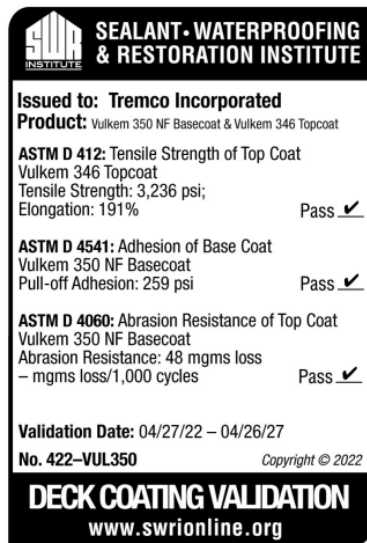 SWR
INSTITUTE
SEALANT • WATERPROOFING
& RESTORATION INSTITUTE
Issued to: Tremco Incorporated
Product: Vulkem 350 NF Basecoat & Vulkem 346 Topcoat
ASTM D 412: Tensile Strength of Top Coat
Vulkem 346 Topcoat
Tensile Strength: 3,236 psi;
Elongation: 191% Pass ✔
ASTM D 4541: Adhesion of Base Coat
Vulkem 350 NF Basecoat
Pull-off Adhesion: 259 psi Pass ✔
ASTM D 4060: Abrasion Resistance of Top Coat
Vulkem 350 NF Basecoat
Abrasion Resistance: 48 mgms loss
– mgms loss/1,000 cycles Pass ✔
Validation Date: 04/27/22 – 04/26/27
No. 422–VUL350 Copyright © 2022
DECK COATING VALIDATION
www.swrionline.org